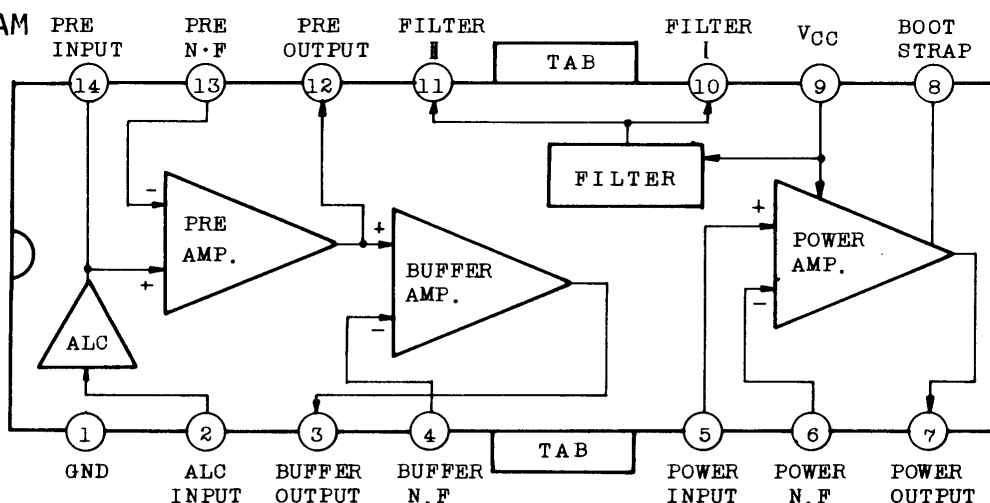 AM
PRE INPUT
PRE N·F
PRE OUTPUT
FILTER Ⅱ
TAB
FILTER I
VCC
BOOT STRAP
14
13
12
11
10
9
8
FILTER
-
PRE AMP.
+
+
BUFFER AMP.
-
+
POWER AMP.
-
ALC
1
2
3
4
5
6
7
TAB
GND
ALC INPUT
BUFFER OUTPUT
BUFFER N.F
POWER INPUT
POWER N.F
POWER OUTPUT